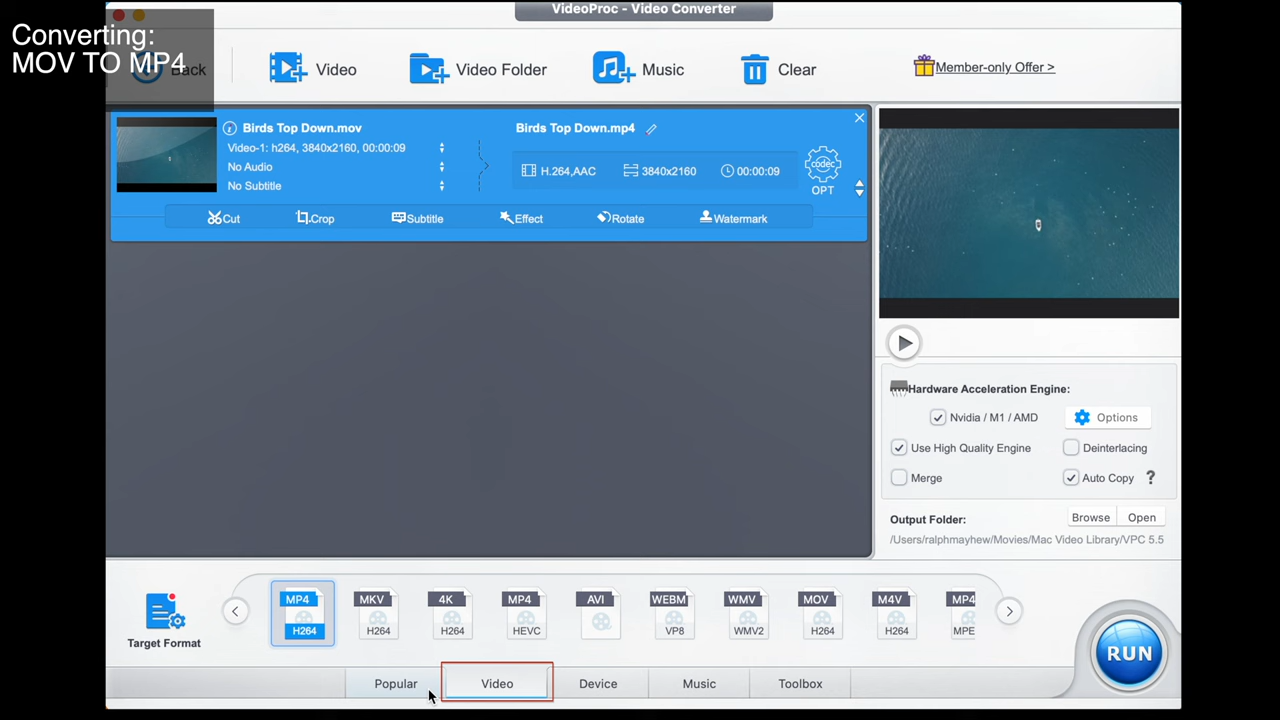 VideoProc - Video Converter
Converting:
MOV TO MP4
Back
Video
Video Folder
Music
Clear
Member-only Offer >
Birds Top Down.mov
Video-1: h264, 3840x2160, 00:00:09
No Audio
No Subtitle
Birds Top Down.mp4
H.264,AAC
3840x2160
00:00:09
codec
OPT
Cut
Crop
Subtitle
Effect
Rotate
Watermark
Hardware Acceleration Engine:
Nvidia / M1 / AMD
Options
Use High Quality Engine
Deinterlacing
Merge
Auto Copy ?
Output Folder:
Browse
Open
/Users/ralphmayhew/Movies/Mac Video Library/VPC 5.5
Target Format
MP4
H264
MKV
H264
4K
H264
MP4
HEVC
AVI
WEBM
VP8
WMV
WMV2
MOV
H264
M4V
H264
MP4
MPE
RUN
Popular
Video
Device
Music
Toolbox